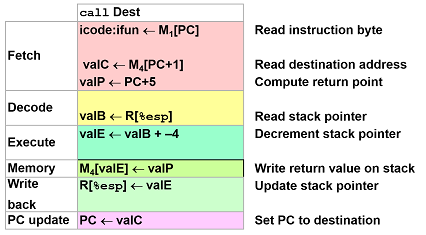 call Dest
Fetch icode:ifun ← M1[PC] Read instruction byte
valC ← M4[PC+1] Read destination address
valP ← PC+5 Compute return point
Decode valB ← R[%esp] Read stack pointer
Execute valE ← valB + –4 Decrement stack pointer
Memory M4[valE] ← valP Write return value on stack
Write back R[%esp] ← valE Update stack pointer
PC update PC ← valC Set PC to destination